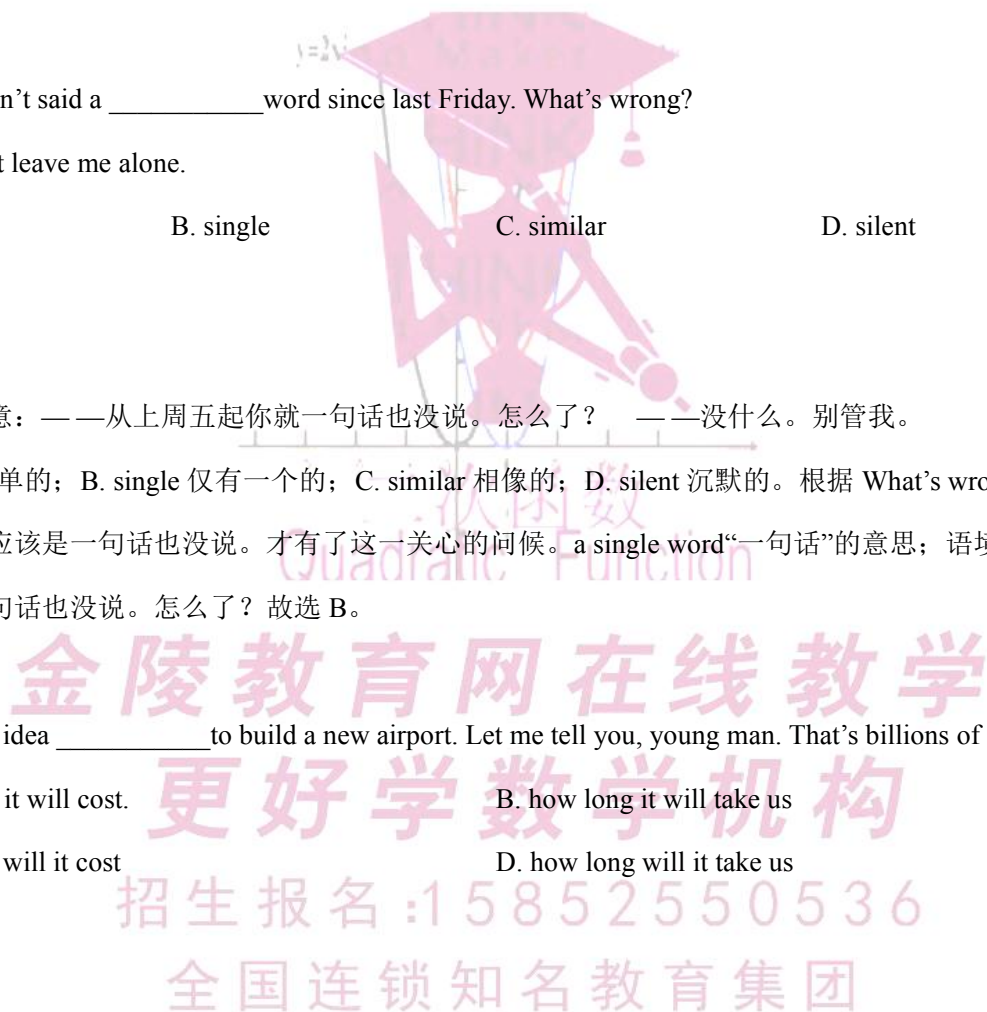 n’t said a ___________word since last Friday. What’s wrong?
t leave me alone.
B. single C. similar D. silent
意：— —从上周五起你就一句话也没说。怎么了？ — —没什么。别管我。
单的；B. single 仅有一个的；C. similar 相像的；D. silent 沉默的。根据 What’s wro
应该是一句话也没说。才有了这一关心的问候。a single word“一句话”的意思；语境
二次函数
Quadratic Function
句话也没说。怎么了？故选 B。
金陵教育网在线教学
idea ___________to build a new airport. Let me tell you, young man. That’s billions of
it will cost. B. how long it will take us
更好学数学机构
will it cost D. how long will it take us
招生报名:15852550536
全国连锁知名教育集团